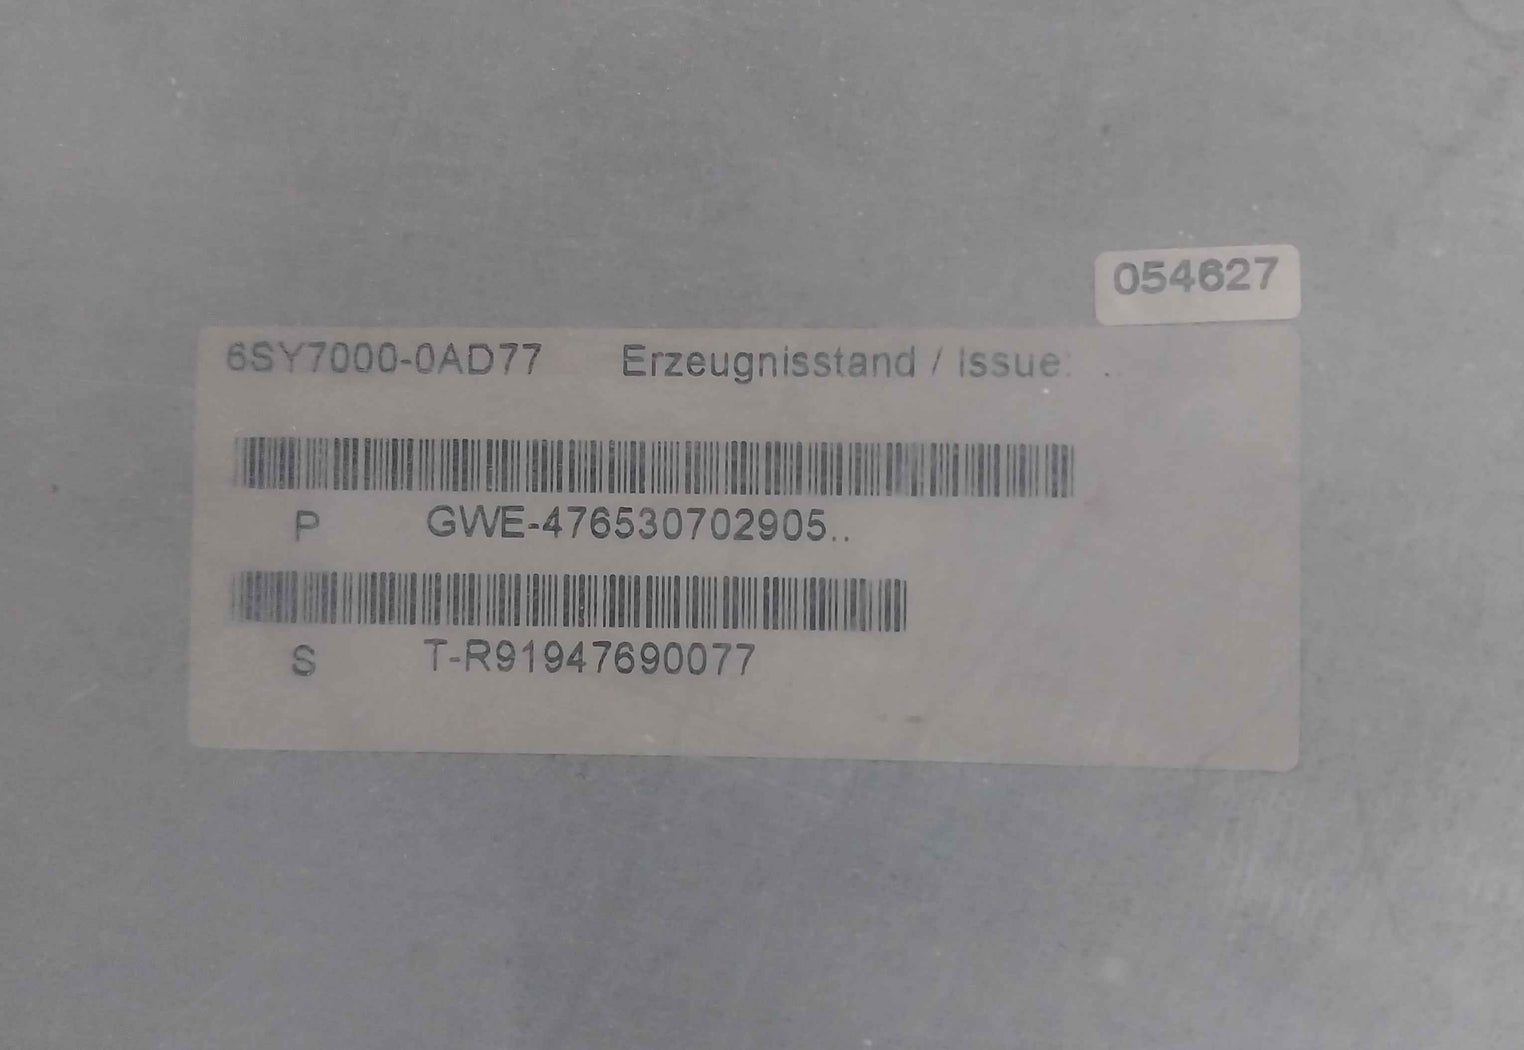 054627
6SY7000-0AD77 Erzeugnisstand / Issue: ..
P GWE-476530702905..
S T-R91947690077